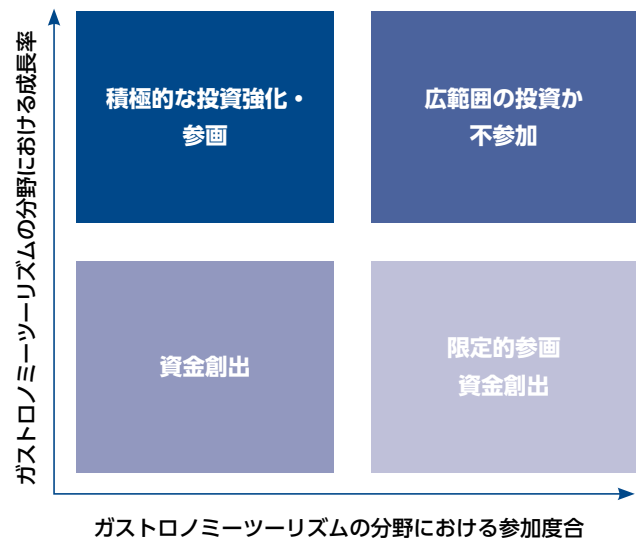 ガストロノミーツーリズムの分野における成長率
積極的な投資強化・
参画
広範囲の投資か
不参加
資金創出
限定的参画
資金創出
ガストロノミーツーリズムの分野における参加度合